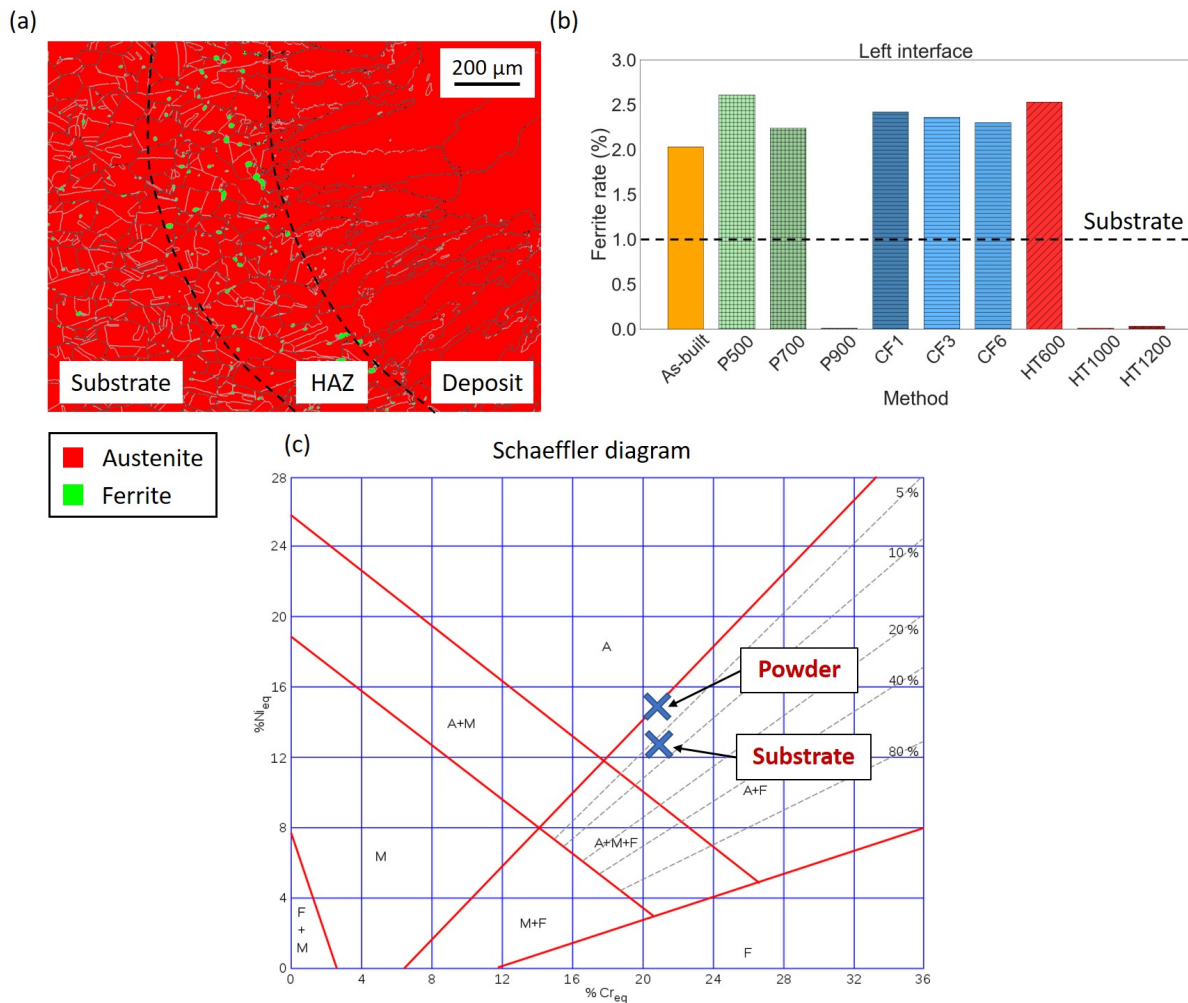 (a)
200 µm
Substrate
HAZ
Deposit
Austenite
Ferrite
(b)
Left interface
Ferrite rate (%)
3.0
2.5
2.0
1.5
1.0
0.5
0.0
Substrate
As-built
P500
P700
P900
CF1
CF3
CF6
HT600
HT1000
HT1200
Method
(c)
Schaeffler diagram
%Nieq
28
24
20
16
12
8
4
0
5 %
10 %
20 %
40 %
80 %
A
Powder
A+M
Substrate
A+F
A+M+F
M
F
+
M
M+F
F
0 4 8 12 16 20 24 28 32 36
% Creq